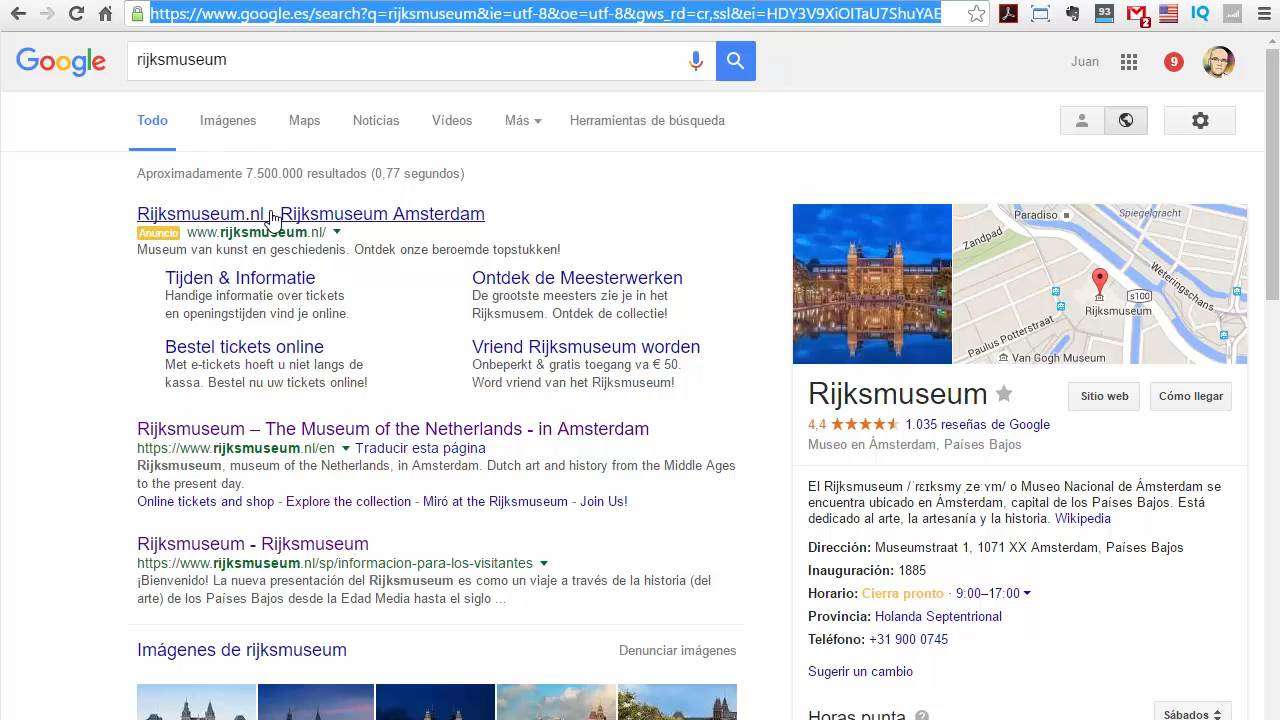 https://www.google.es/search?q=rijksmuseum&ie=utf-8&oe=utf-8&gws_rd=cr,ssl&ei=HDY3V9XiOITaU7ShuYAE
93
2
IQ
Google
rijksmuseum
Juan
9
Todo
Imágenes
Maps
Noticias
Vídeos
Más
Herramientas de búsqueda
Aproximadamente 7.500.000 resultados (0,77 segundos)
Rijksmuseum.nl Rijksmuseum Amsterdam
Anuncio www.rijksmuseum.nl/
Museum van kunst en geschiedenis. Ontdek onze beroemde topstukken!
Tijden & Informatie
Handige informatie over tickets
en openingstijden vind je online.
Ontdek de Meesterwerken
De grootste meesters zie je in het
Rijksmusem. Ontdek de collectie!
Bestel tickets online
Met e-tickets hoeft u niet langs de
kassa. Bestel nu uw tickets online!
Vriend Rijksmuseum worden
Onbeperkt & gratis toegang va € 50.
Word vriend van het Rijksmuseum!
Rijksmuseum – The Museum of the Netherlands - in Amsterdam
https://www.rijksmuseum.nl/en Traducir esta página
Rijksmuseum, museum of the Netherlands, in Amsterdam. Dutch art and history from the Middle Ages
to the present day.
Online tickets and shop - Explore the collection - Miró at the Rijksmuseum - Join Us!
Rijksmuseum - Rijksmuseum
https://www.rijksmuseum.nl/sp/informacion-para-los-visitantes
¡Bienvenido! La nueva presentación del Rijksmuseum es como un viaje a través de la historia (del
arte) de los Países Bajos desde la Edad Media hasta el siglo ...
Imágenes de rijksmuseum
Denunciar imágenes
Paradiso
Spiegelgracht
Zandpad
Weteringschans
s100
Rijksmuseum
Paulus Potterstraat
Van Gogh Museum
Rijksmuseum
Sitio web
Cómo llegar
4,4 1.035 reseñas de Google
Museo en Ámsterdam, Países Bajos
El Rijksmuseum /ˈrɛɪksmyˌzeːʏm/ o Museo Nacional de Ámsterdam se
encuentra ubicado en Ámsterdam, capital de los Países Bajos. Está
dedicado al arte, la artesanía y la historia. Wikipedia
Dirección: Museumstraat 1, 1071 XX Amsterdam, Países Bajos
Inauguración: 1885
Horario: Cierra pronto · 9:00–17:00
Provincia: Holanda Septentrional
Teléfono: +31 900 0745
Sugerir un cambio
Horas punta ?
Sábados